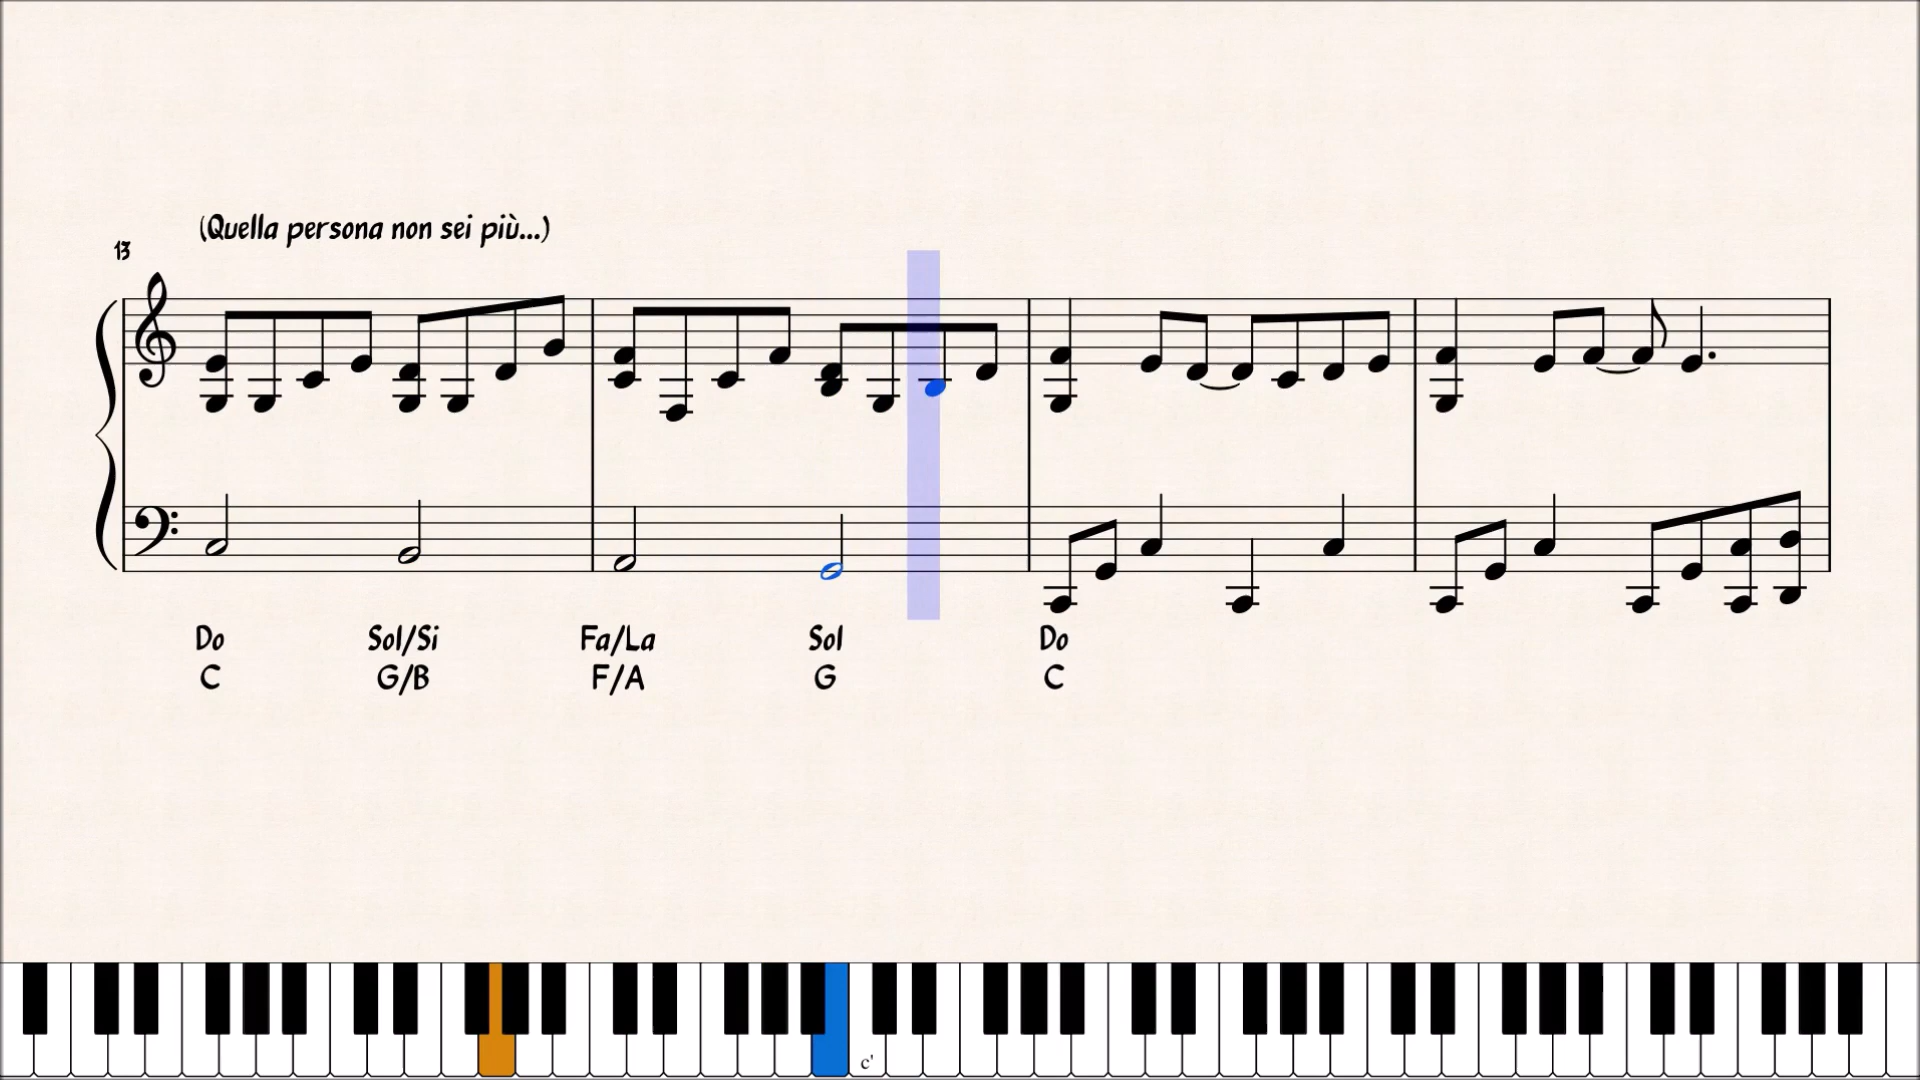 (Quella persona non sei più...)
13
Do Sol/Si Fa/La Sol Do
C G/B F/A G C
c'